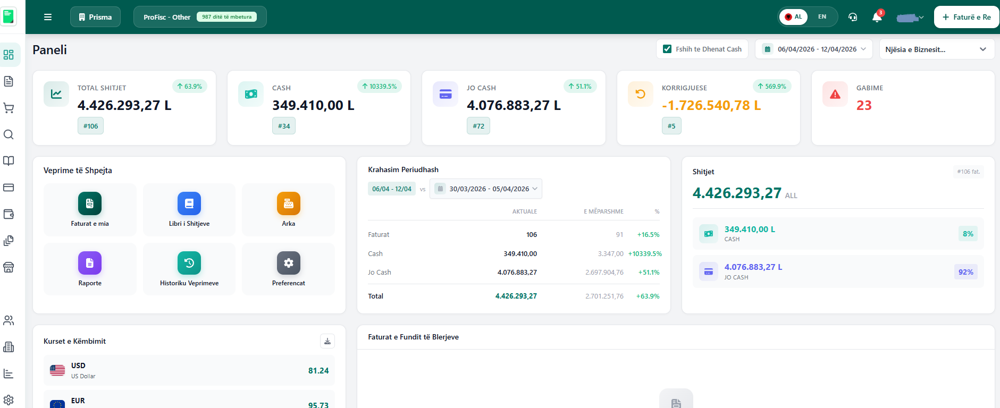 Prisma
ProFisc - Other 987 ditë të mbetura
AL EN
3
+ Faturë e Re
Paneli
Fshih te Dhenat Cash
06/04/2026 - 12/04/2026
Njësia e Biznesit...
TOTAL SHITJET
↑ 63.9%
4.426.293,27 L
#106
CASH
↑ 10339.5%
349.410,00 L
#34
JO CASH
↑ 51.1%
4.076.883,27 L
#72
KORRIGJUESE
↑ 569.9%
-1.726.540,78 L
#5
GABIME
23
Veprime të Shpejta
Faturat e mia
Libri i Shitjeve
Arka
Raporte
Historiku Veprimeve
Preferencat
Krahasim Periudhash
06/04 - 12/04 vs 30/03/2026 - 05/04/2026
AKTUALE E MËPARSHME %
Faturat 106 91 +16.5%
Cash 349.410,00 3.347,00 +10339.5%
Jo Cash 4.076.883,27 2.697.904,76 +51.1%
Total 4.426.293,27 2.701.251,76 +63.9%
Shitjet
#106 fat.
4.426.293,27 ALL
349.410,00 L
CASH
8%
4.076.883,27 L
JO CASH
92%
Kurset e Këmbimit
USD
US Dollar
81.24
EUR
95.73
Faturat e Fundit të Blerjeve